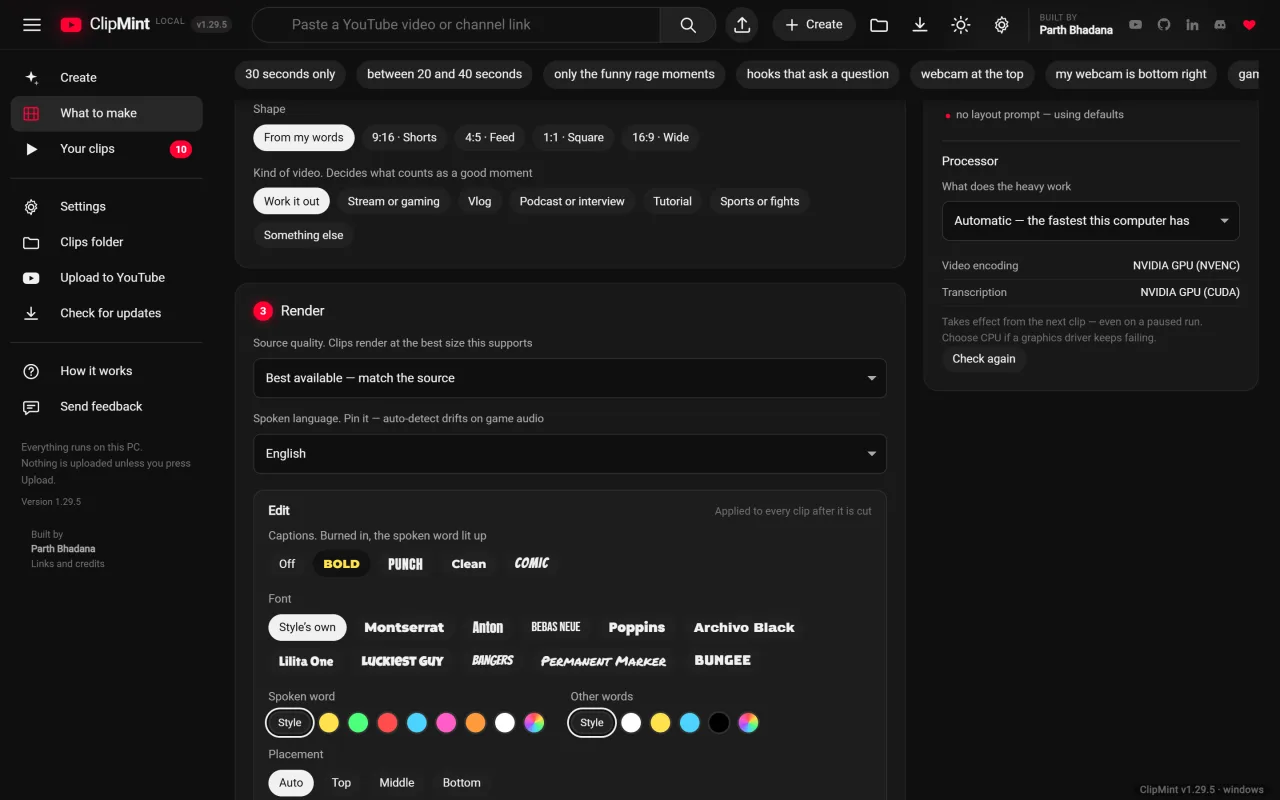 ClipMint LOCAL v1.29.5
Paste a YouTube video or channel link
Create
BUILT BY
Parth Bhadana
Create
What to make
Your clips 10
Settings
Clips folder
Upload to YouTube
Check for updates
How it works
Send feedback
Everything runs on this PC.
Nothing is uploaded unless you press
Upload.
Version 1.29.5
Built by
Parth Bhadana
Links and credits
30 seconds only
between 20 and 40 seconds
only the funny rage moments
hooks that ask a question
webcam at the top
my webcam is bottom right
gam
Shape
From my words
9:16 · Shorts
4:5 · Feed
1:1 · Square
16:9 · Wide
Kind of video. Decides what counts as a good moment
Work it out
Stream or gaming
Vlog
Podcast or interview
Tutorial
Sports or fights
Something else
3 Render
Source quality. Clips render at the best size this supports
Best available — match the source
Spoken language. Pin it — auto-detect drifts on game audio
English
Edit
Applied to every clip after it is cut
Captions. Burned in, the spoken word lit up
Off
BOLD
PUNCH
Clean
COMIC
Font
Style's own
Montserrat
Anton
BEBAS NEUE
Poppins
Archivo Black
Lilita One
LUCKIEST GUY
BANGERS
PERMANENT MARKER
BUNGEE
Spoken word
Style
Other words
Style
Placement
Auto
Top
Middle
Bottom
no layout prompt — using defaults
Processor
What does the heavy work
Automatic — the fastest this computer has
Video encoding NVIDIA GPU (NVENC)
Transcription NVIDIA GPU (CUDA)
Takes effect from the next clip — even on a paused run.
Choose CPU if a graphics driver keeps failing.
Check again
ClipMint v1.29.5 · windows